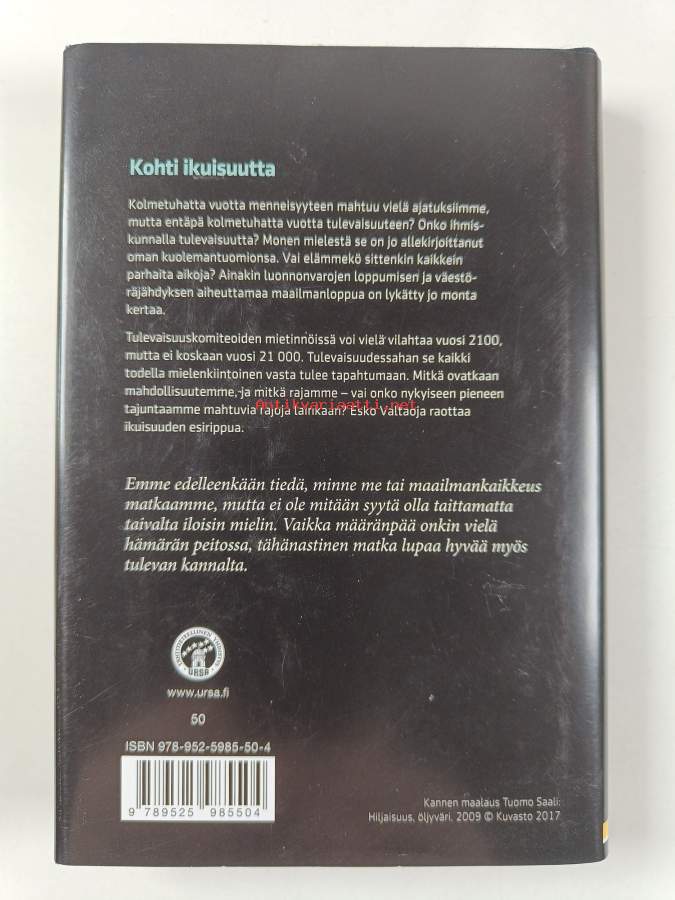 Kohti ikuisuutta
Kolmetuhatta vuotta menneisyyteen mahtuu vielä ajatuksiimme,
mutta entäpä kolmetuhatta vuotta tulevaisuuteen? Onko ihmis-
kunnalla tulevaisuutta? Monen mielestä se on jo allekirjoittanut
oman kuolemantuomionsa. Vai elämmekö sittenkin kaikkein
parhaita aikoja? Ainakin luonnonvarojen loppumisen ja väestö-
räjähdyksen aiheuttamaa maailmanloppua on lykätty jo monta
kertaa.
Tulevaisuuskomiteoiden mietinnöissä voi vielä vilahtaa vuosi 2100,
mutta ei koskaan vuosi 21 000. Tulevaisuudessahan se kaikki
todella mielenkiintoinen vasta tulee tapahtumaan. Mitkä ovatkaan
mahdollisuutemme, ja mitkä rajamme – vai onko nykyiseen pieneen
tajuntaamme mahtuvia rajoja lainkaan? Esko Valtaoja raottaa
Antikvariaatti.net
ikuisuuden esirippua.
Emme edelleenkään tiedä, minne me tai maailmankaikkeus
matkaamme, mutta ei ole mitään syytä olla taittamatta
taivalta iloisin mielin. Vaikka määränpää onkin vielä
hämärän peitossa, tähänastinen matka lupaa hyvää myös
tulevan kannalta.
URSA
www.ursa.fi
50
ISBN 978-952-5985-50-4
9 789525 985504
Kannen maalaus Tuomo Saali:
Hiljaisuus, öljyväri, 2009 © Kuvasto 2017